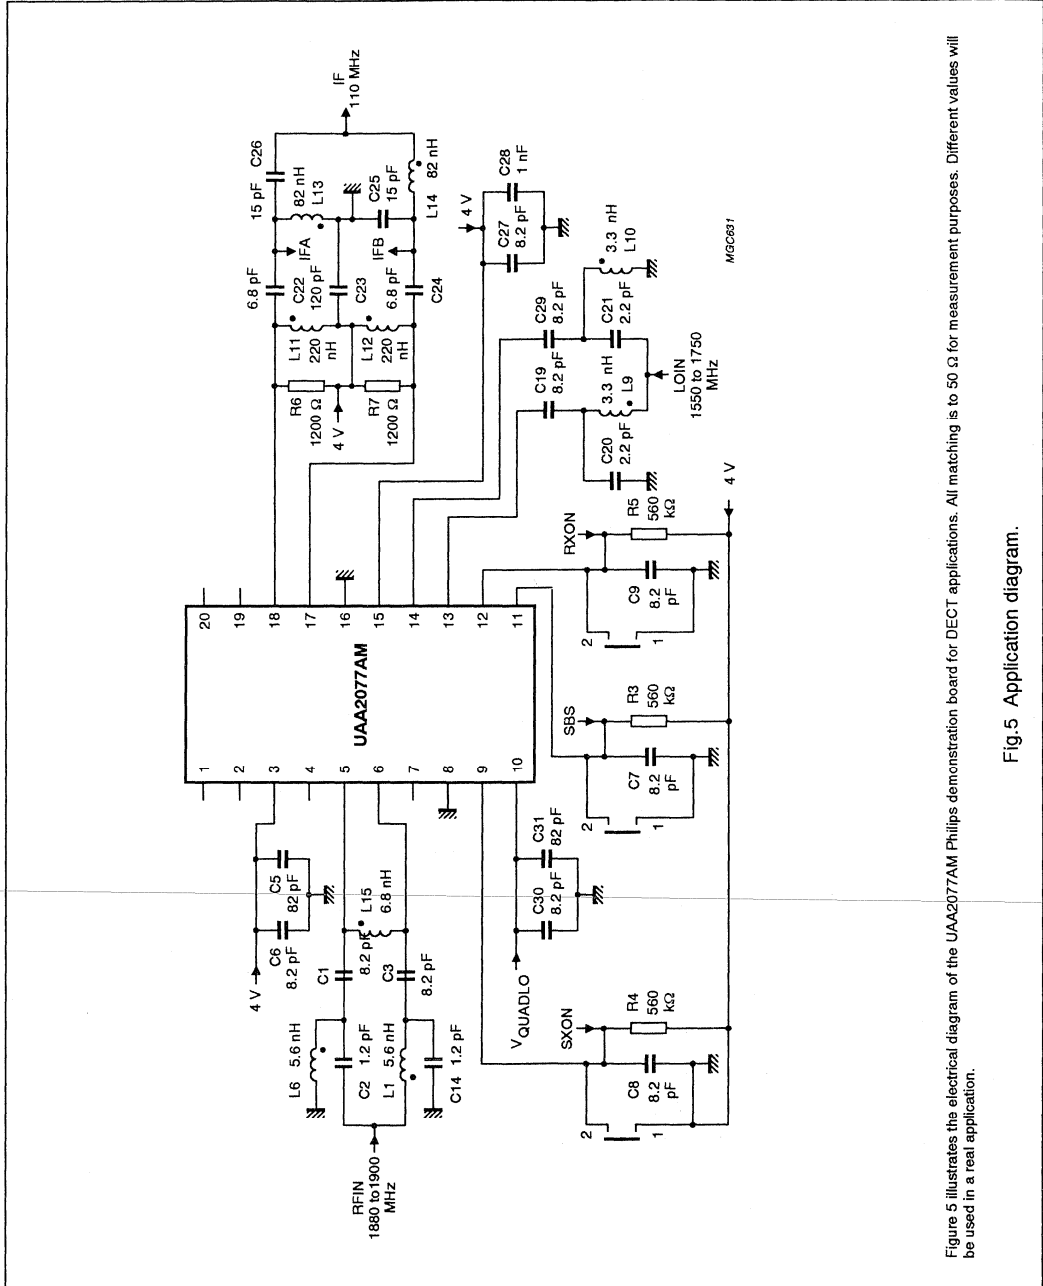 IF
110 MHz
C26
15 pF
82 nH
L13
C25
15 pF
82 nH
L14
IFA
IFB
6.8 pF
C22
120 pF
C23
6.8 pF
C24
L11
220
nH
L12
220
nH
R6
1200 Ω
4 V
R7
1200 Ω
4 V
C28
1 nF
C27
8.2 pF
3.3 nH
L10
C29
8.2 pF
C21
2.2 pF
C19
8.2 pF
3.3 nH
L9
C20
2.2 pF
LOIN
1550 to 1750
MHz
MGC631
4 V
RXON
R5
560
kΩ
C9
8.2
pF
2
1
SBS
R3
560
kΩ
C7
8.2
pF
2
1
20
19
18
17
16
15
14
13
12
11
UAA2077AM
1
2
3
4
5
6
7
8
9
10
C5
82 pF
C6
8.2 pF
4 V
L15
6.8 nH
C1
8.2 pF
C3
8.2 pF
L6 5.6 nH
C2 1.2 pF
L1 5.6 nH
C14 1.2 pF
RFIN
1880 to1900
MHz
C31
82 pF
C30
8.2 pF
VQUADLO
SXON
R4
560
kΩ
C8
8.2
pF
2
1
Figure 5 illustrates the electrical diagram of the UAA2077AM Philips demonstration board for DECT applications. All matching is to 50 Ω for measurement purposes. Different values will
be used in a real application.
Fig.5 Application diagram.